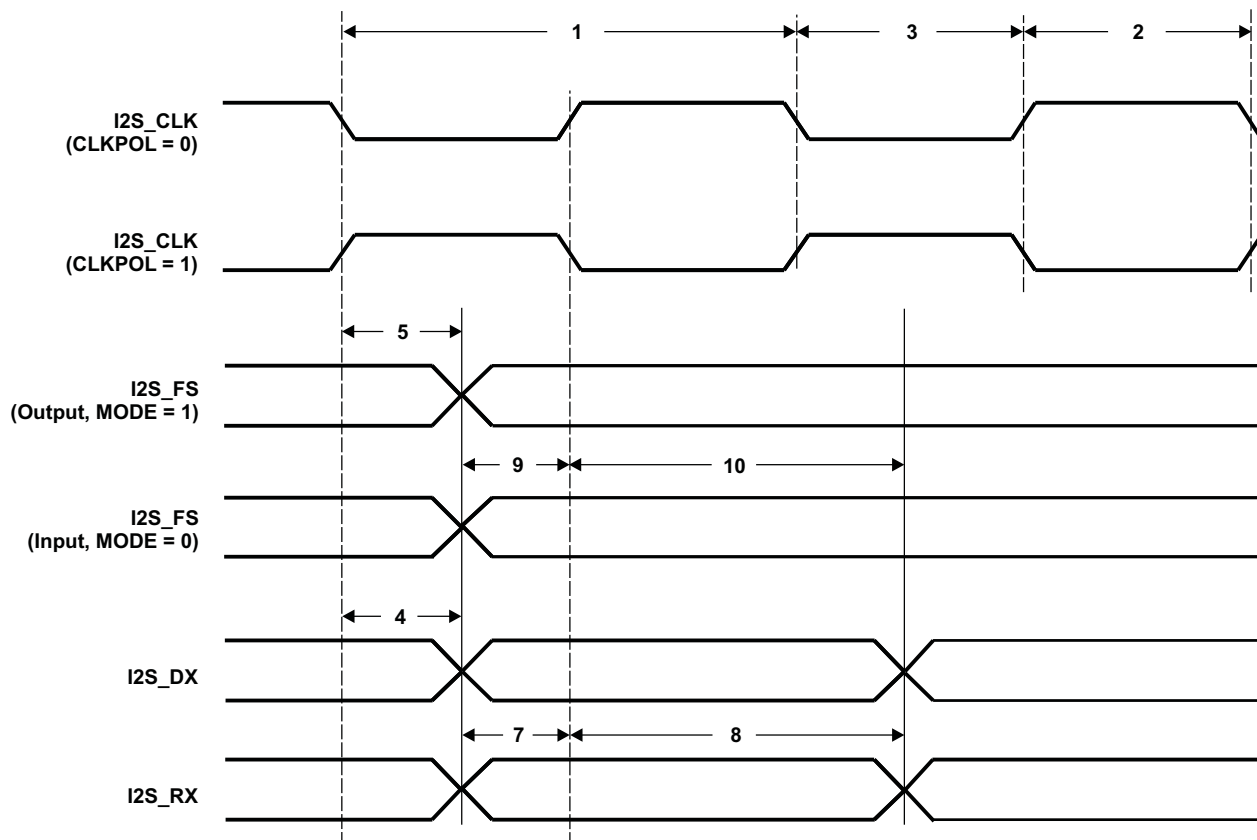 1
3
2
I2S_CLK
(CLKPOL = 0)
I2S_CLK
(CLKPOL = 1)
5
I2S_FS
(Output, MODE = 1)
9
10
I2S_FS
(Input, MODE = 0)
4
I2S_DX
7
8
I2S_RX